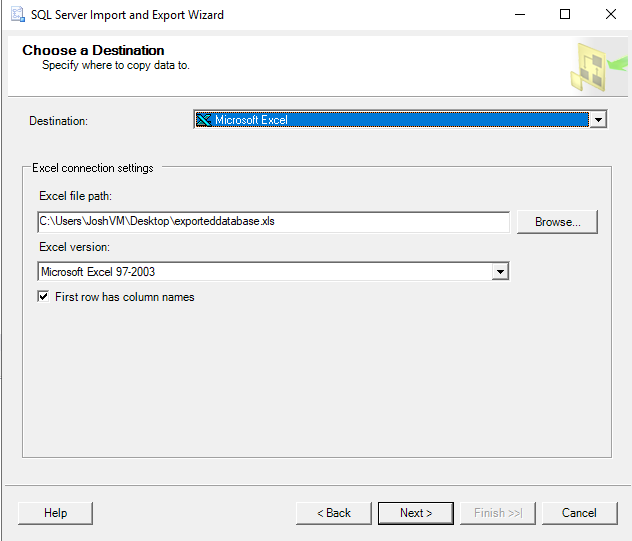 SQL Server Import and Export Wizard
Choose a Destination
Specify where to copy data to.
Destination:
Microsoft Excel
Excel connection settings
Excel file path:
C:\Users\JoshVM\Desktop\exporteddatabase.xls
Browse...
Excel version:
Microsoft Excel 97-2003
First row has column names
Help
< Back
Next >
Finish >>|
Cancel